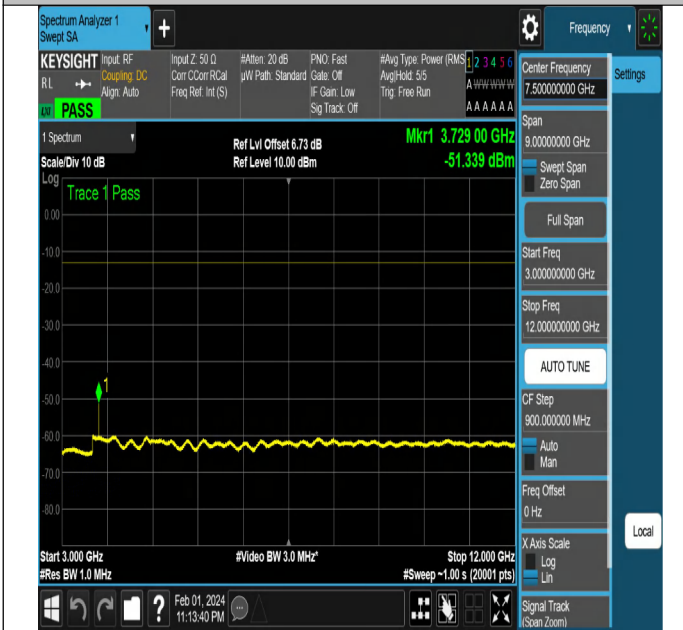 Spectrum Analyzer 1
Swept SA
+
Frequency
KEYSIGHT
Input: RF
Coupling: DC
Align: Auto
Input Z: 50 Ω
Corr CCorr RCal
Freq Ref: Int (S)
#Atten: 20 dB
µW Path: Standard
PNO: Fast
Gate: Off
IF Gain: Low
Sig Track: Off
#Avg Type: Power (RMS
Avg|Hold: 5/5
Trig: Free Run
1 2 3 4 5 6
A W W W W W
A A A A A A
RL
LXI
PASS
1 Spectrum
Scale/Div 10 dB
Ref Lvl Offset 6.73 dB
Ref Level 10.00 dBm
Mkr1 3.729 00 GHz
-51.339 dBm
Log
Trace 1 Pass
0.00
-10.0
-20.0
-30.0
-40.0
1
-50.0
-60.0
-70.0
-80.0
Start 3.000 GHz
#Res BW 1.0 MHz
#Video BW 3.0 MHz*
Stop 12.000 GHz
#Sweep ~1.00 s (20001 pts)
Center Frequency
7.500000000 GHz
Settings
Span
9.00000000 GHz
Swept Span
Zero Span
Full Span
Start Freq
3.000000000 GHz
Stop Freq
12.000000000 GHz
AUTO TUNE
CF Step
900.000000 MHz
Auto
Man
Freq Offset
0 Hz
X Axis Scale
Log
Lin
Local
Signal Track
(Span Zoom)
?
Feb 01, 2024
11:13:40 PM